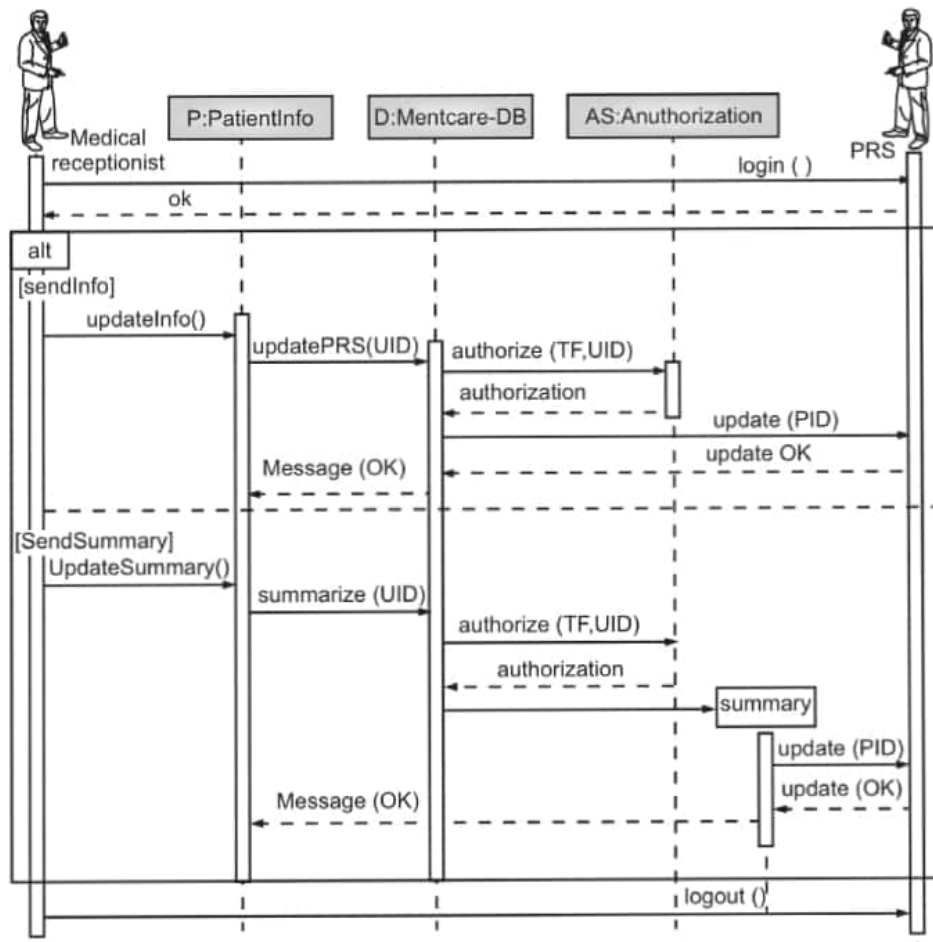 P:PatientInfo
D:Mentcare-DB
AS:Anuthorization
Medical
receptionist
PRS
login ( )
ok
alt
[sendInfo]
updateInfo()
updatePRS(UID)
authorize (TF,UID)
authorization
update (PID)
update OK
Message (OK)
[SendSummary]
UpdateSummary()
summarize (UID)
authorize (TF,UID)
authorization
summary
update (PID)
update (OK)
Message (OK)
logout ()